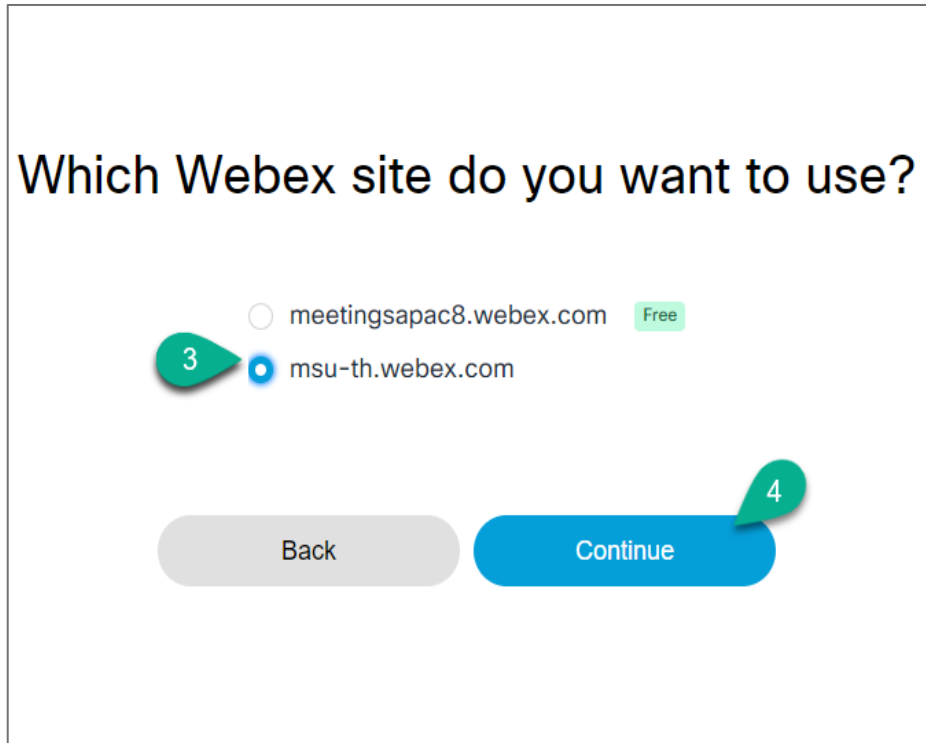 Which Webex site do you want to use?
meetingsapac8.webex.com Free
3 msu-th.webex.com
4
Back Continue